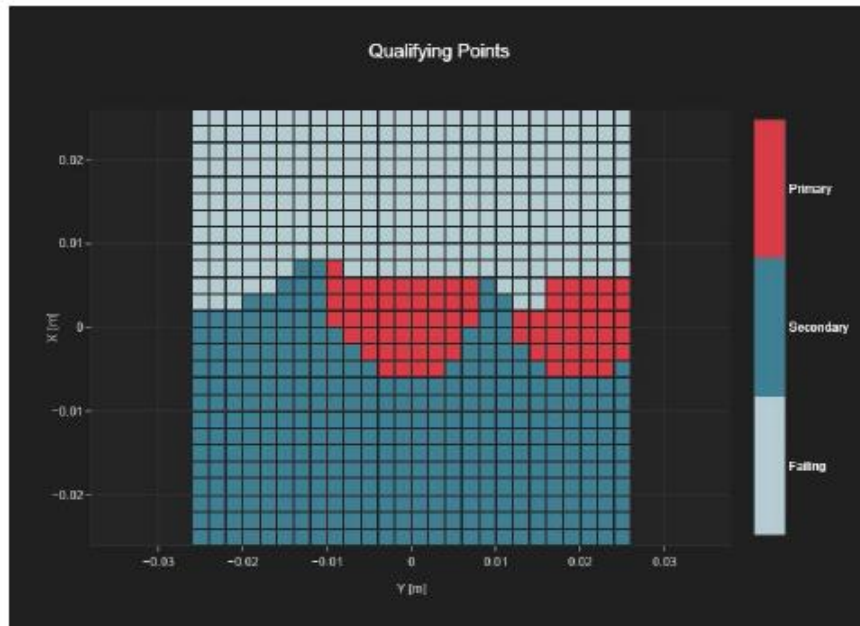 Qualifying Points
0.02
0.01
0
−0.01
−0.02
X [m]
−0.03
−0.02
−0.01
0
0.01
0.02
0.03
Y [m]
Primary
Secondary
Failing